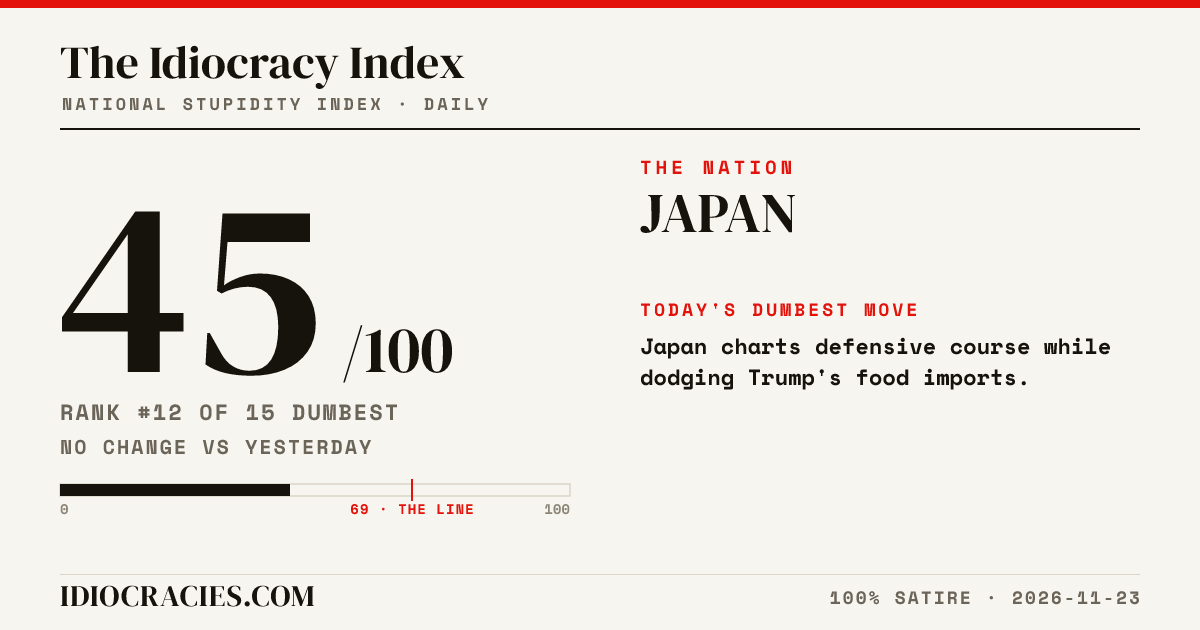 The Idiocracy Index
NATIONAL STUPIDITY INDEX · DAILY
45 /100
RANK #12 OF 15 DUMBEST
NO CHANGE VS YESTERDAY
0
69 · THE LINE
100
THE NATION
JAPAN
TODAY'S DUMBEST MOVE
Japan charts defensive course while
dodging Trump's food imports.
IDIOCRACIES.COM
100% SATIRE · 2026-11-23